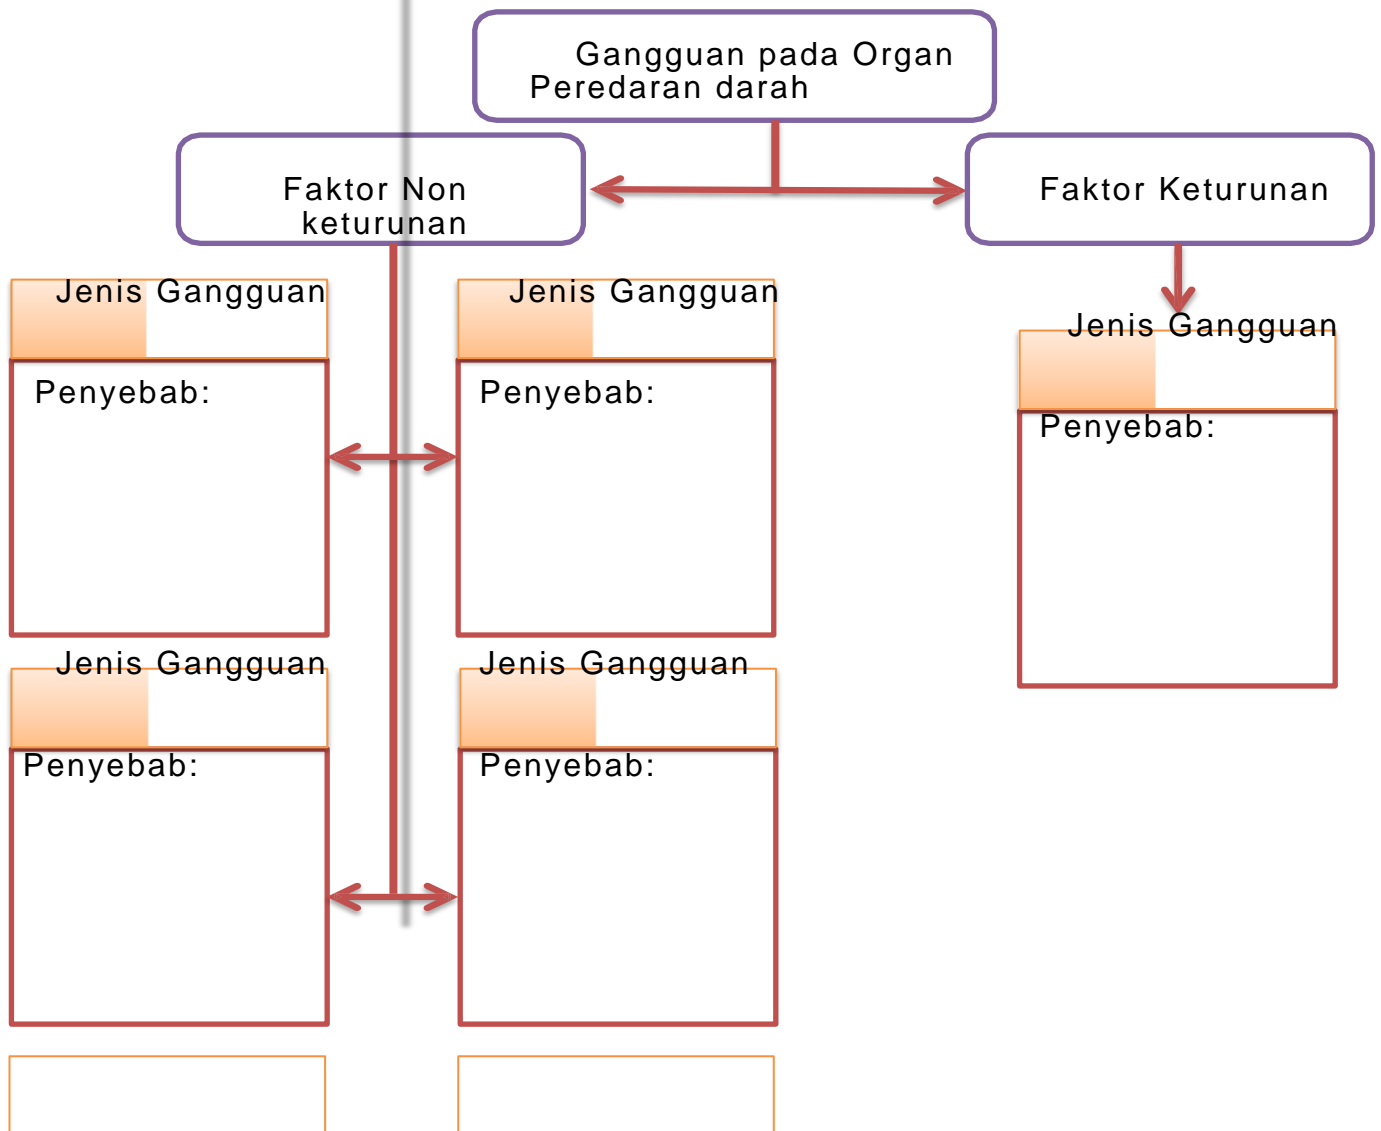 Gangguan pada Organ
Peredaran darah
Faktor Non
keturunan
Faktor Keturunan
Jenis Gangguan
Penyebab:
Jenis Gangguan
Penyebab:
Jenis Gangguan
Penyebab:
Jenis Gangguan
Penyebab:
Jenis Gangguan
Penyebab: